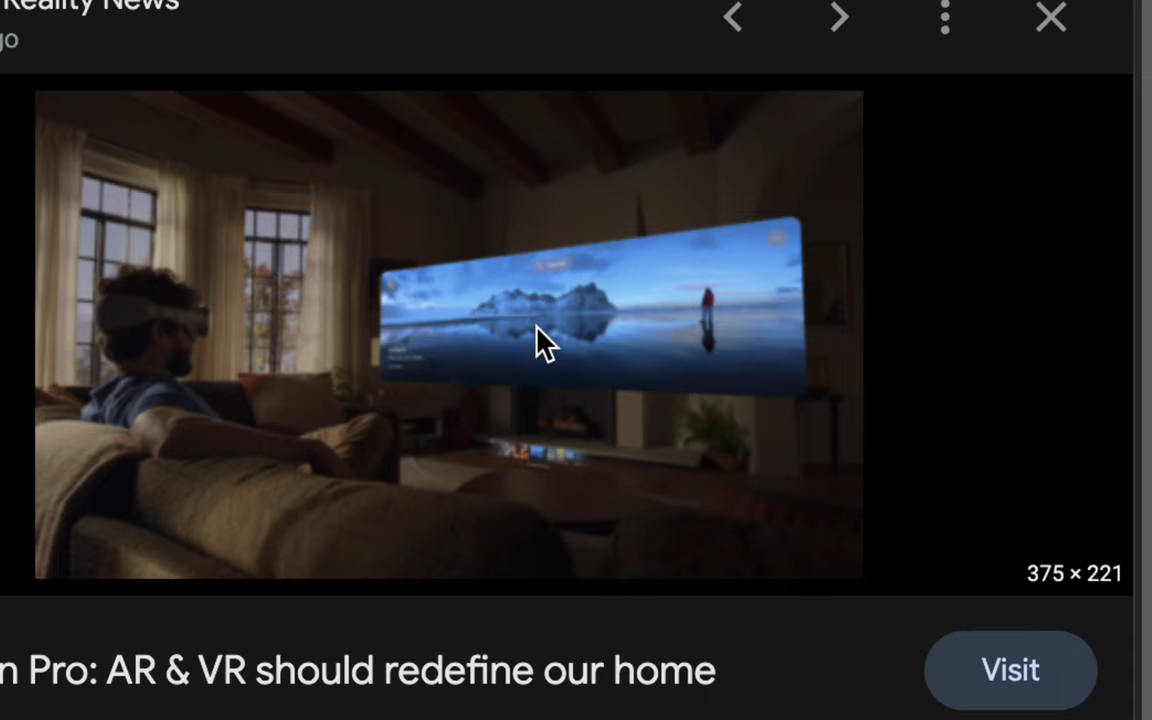 Reality News
go
375 × 221
n Pro: AR & VR should redefine our home
Visit